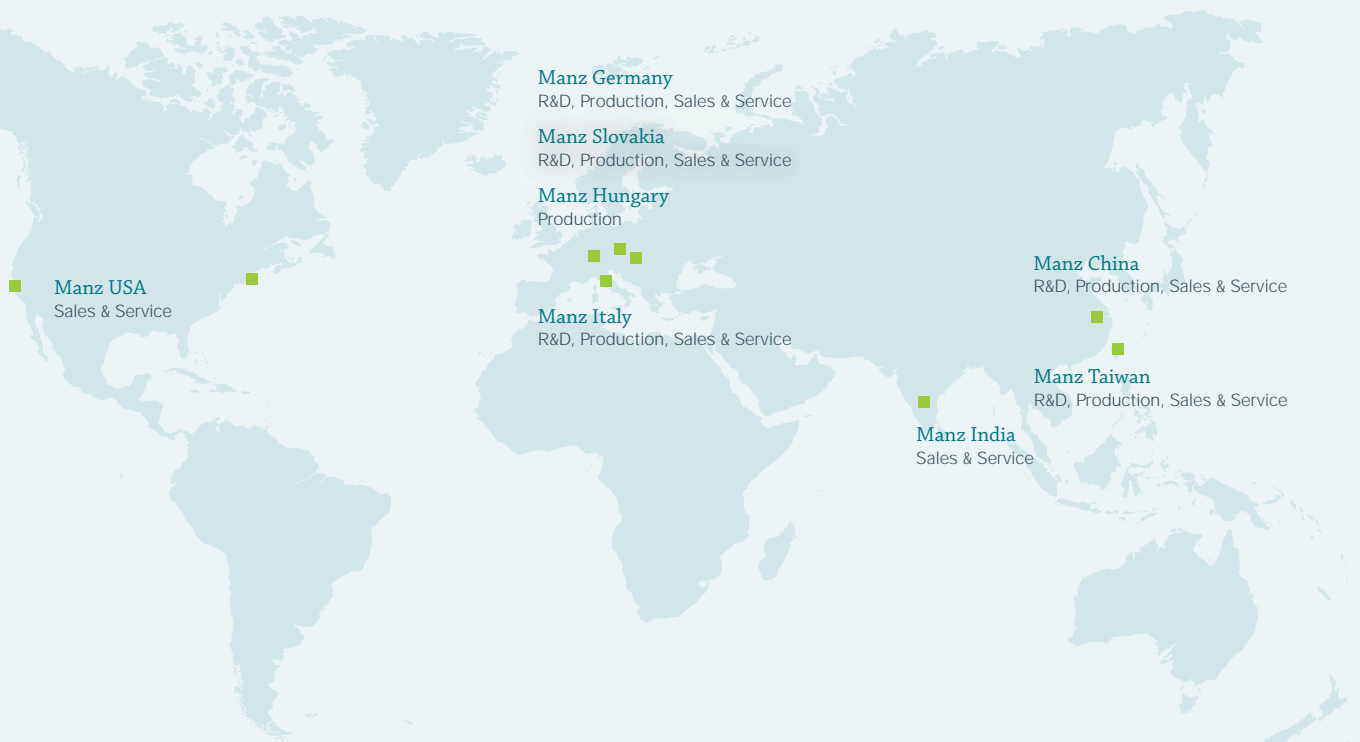 Manz Germany
R&D, Production, Sales & Service
Manz Slovakia
R&D, Production, Sales & Service
Manz Hungary
Production
Manz USA
Sales & Service
Manz Italy
R&D, Production, Sales & Service
Manz China
R&D, Production, Sales & Service
Manz Taiwan
R&D, Production, Sales & Service
Manz India
Sales & Service